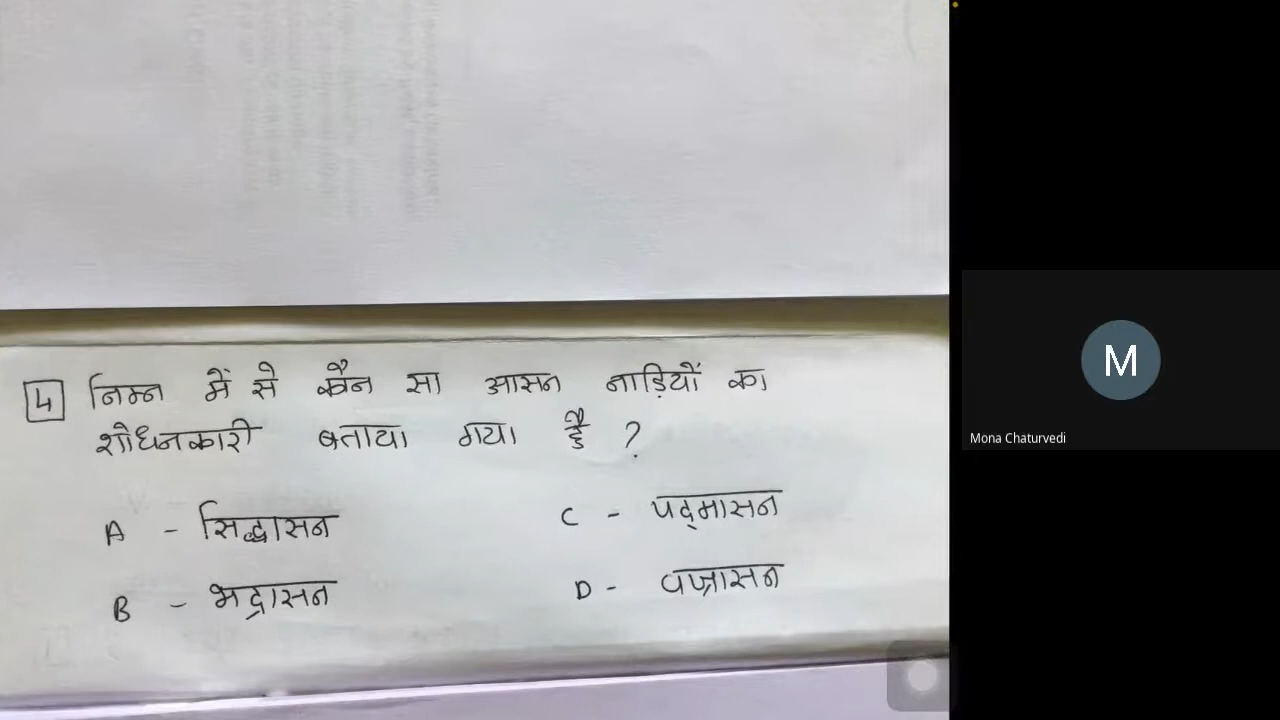 4 निम्न में से कौन सा आसन नाड़ियों का
शोधनकारी बताया गया है ?
A - सिद्धासन
C - पद्मासन
B - भद्रासन
D - वज्रासन
M
Mona Chaturvedi